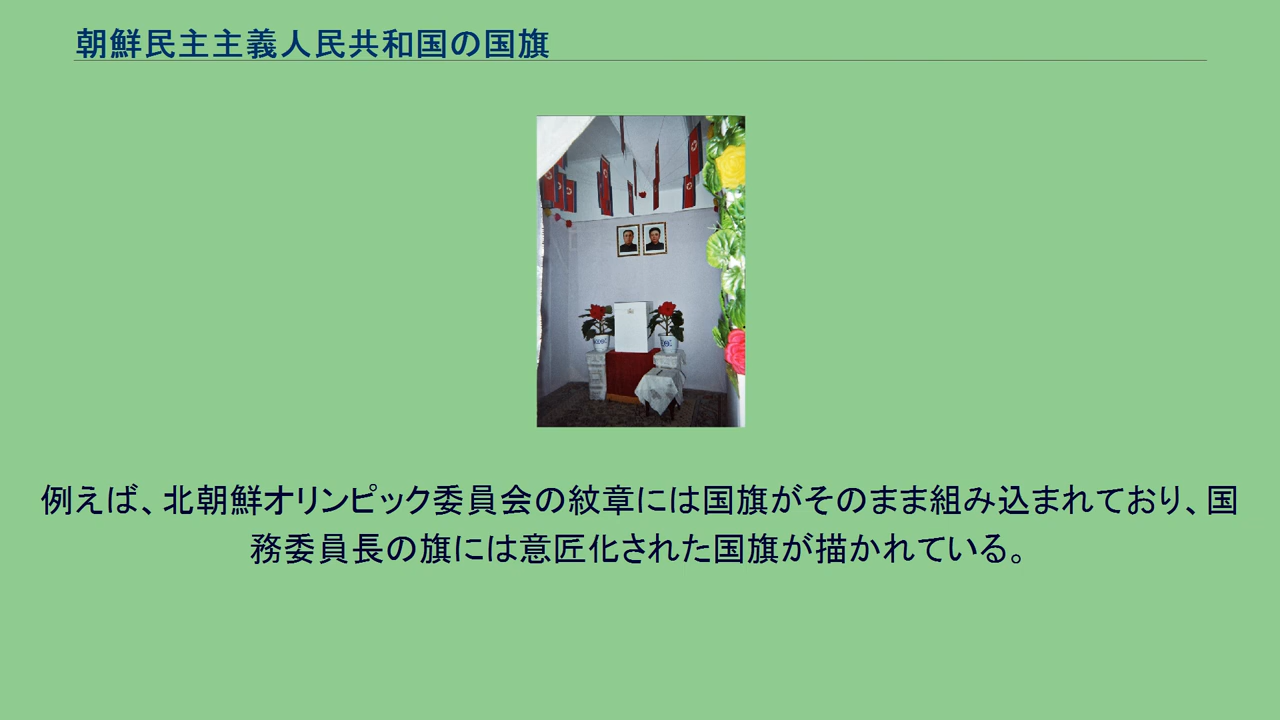 朝鮮民主主義人民共和国の国旗
例えば、北朝鮮オリンピック委員会の紋章には国旗がそのまま組み込まれており、国
務委員長の旗には意匠化された国旗が描かれている。